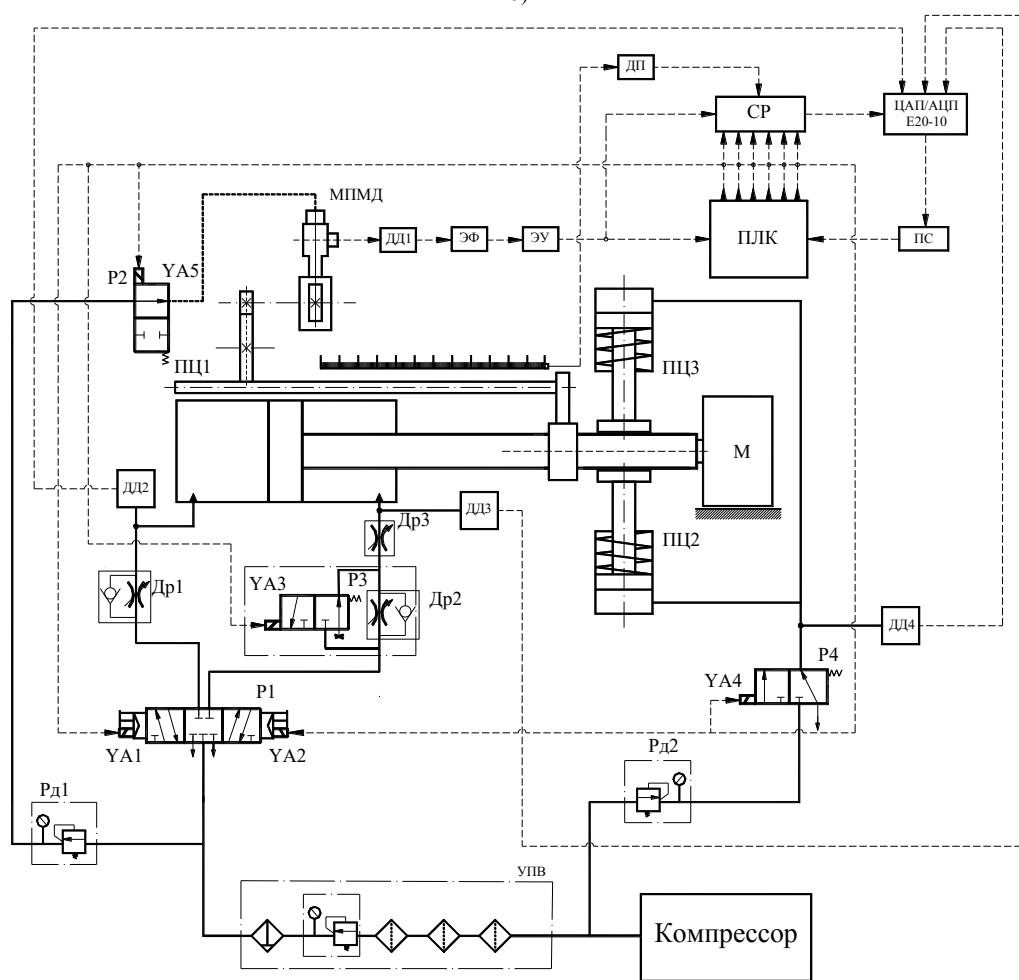 ДП
СР
ЦАП/АЦП
E20-10
МПМД
ДД1
ЭФ
ЭУ
ПЛК
ПС
Р2
YA5
ПЦ1
ПЦ3
М
ДД2
ДД3
Др3
ПЦ2
YA3
Р3
Др1
Др2
ДД4
Р4
YA4
Р1
YA1
YA2
Рд2
Рд1
УПВ
Компрессор